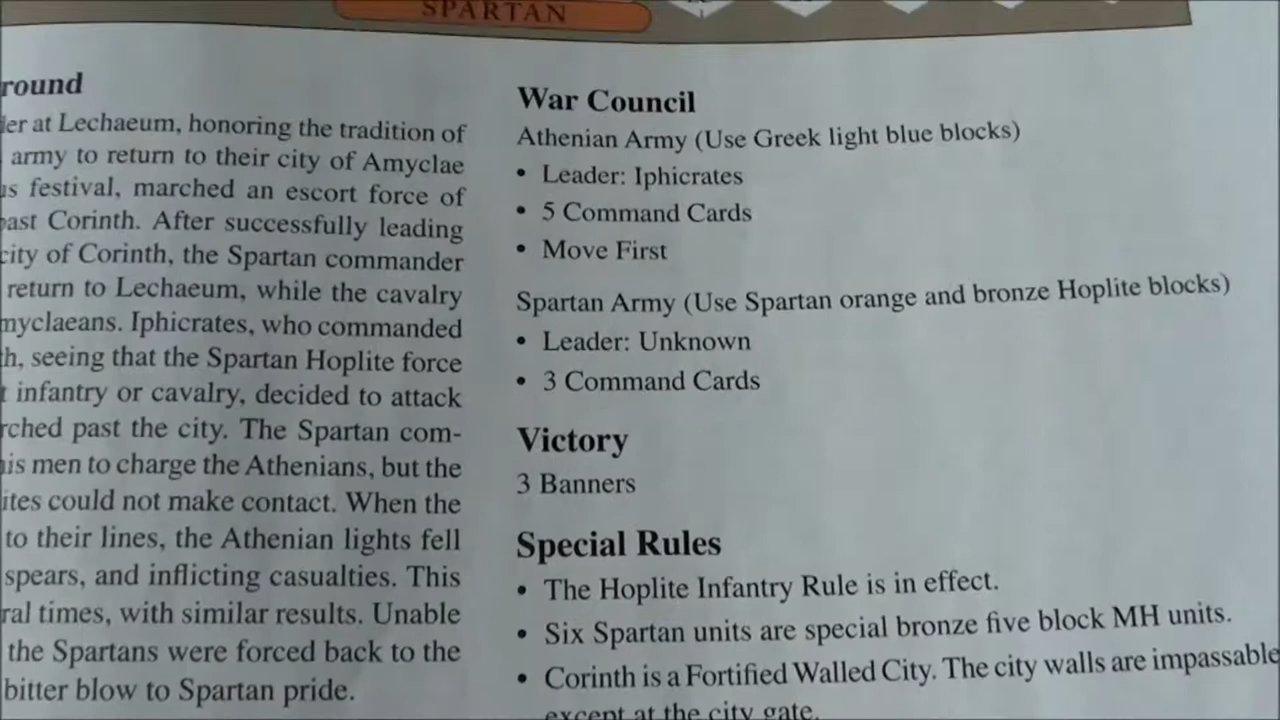 SPARTAN
round
at Lechaeum, honoring the tradition of
army to return to their city of Amyclae
festival, marched an escort force of
past Corinth. After successfully leading
city of Corinth, the Spartan commander
return to Lechaeum, while the cavalry
myclaeans. Iphicrates, who commanded
h, seeing that the Spartan Hoplite force
infantry or cavalry, decided to attack
rched past the city. The Spartan com-
his men to charge the Athenians, but the
ites could not make contact. When the
to their lines, the Athenian lights fell
spears, and inflicting casualties. This
ral times, with similar results. Unable
the Spartans were forced back to the
bitter blow to Spartan pride.
War Council
Athenian Army (Use Greek light blue blocks)
• Leader: Iphicrates
• 5 Command Cards
• Move First
Spartan Army (Use Spartan orange and bronze Hoplite blocks)
• Leader: Unknown
• 3 Command Cards
Victory
3 Banners
Special Rules
• The Hoplite Infantry Rule is in effect.
• Six Spartan units are special bronze five block MH units.
• Corinth is a Fortified Walled City. The city walls are impassable
except at the city gate.